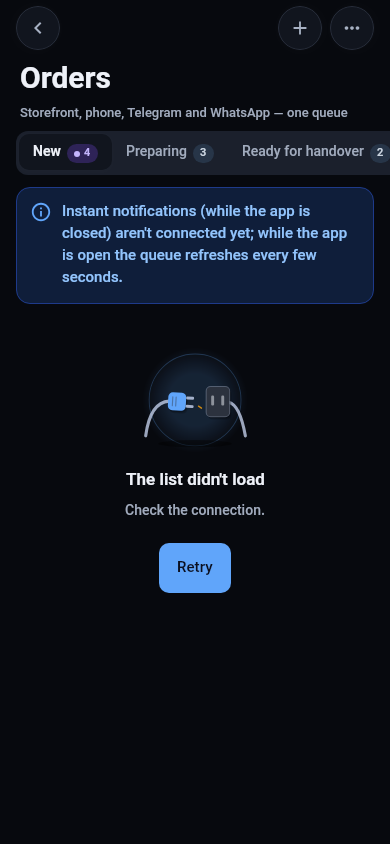 Orders
Storefront, phone, Telegram and WhatsApp — one queue
New 4 Preparing 3 Ready for handover 2
Instant notifications (while the app is
closed) aren't connected yet; while the app
is open the queue refreshes every few
seconds.
The list didn't load
Check the connection.
Retry